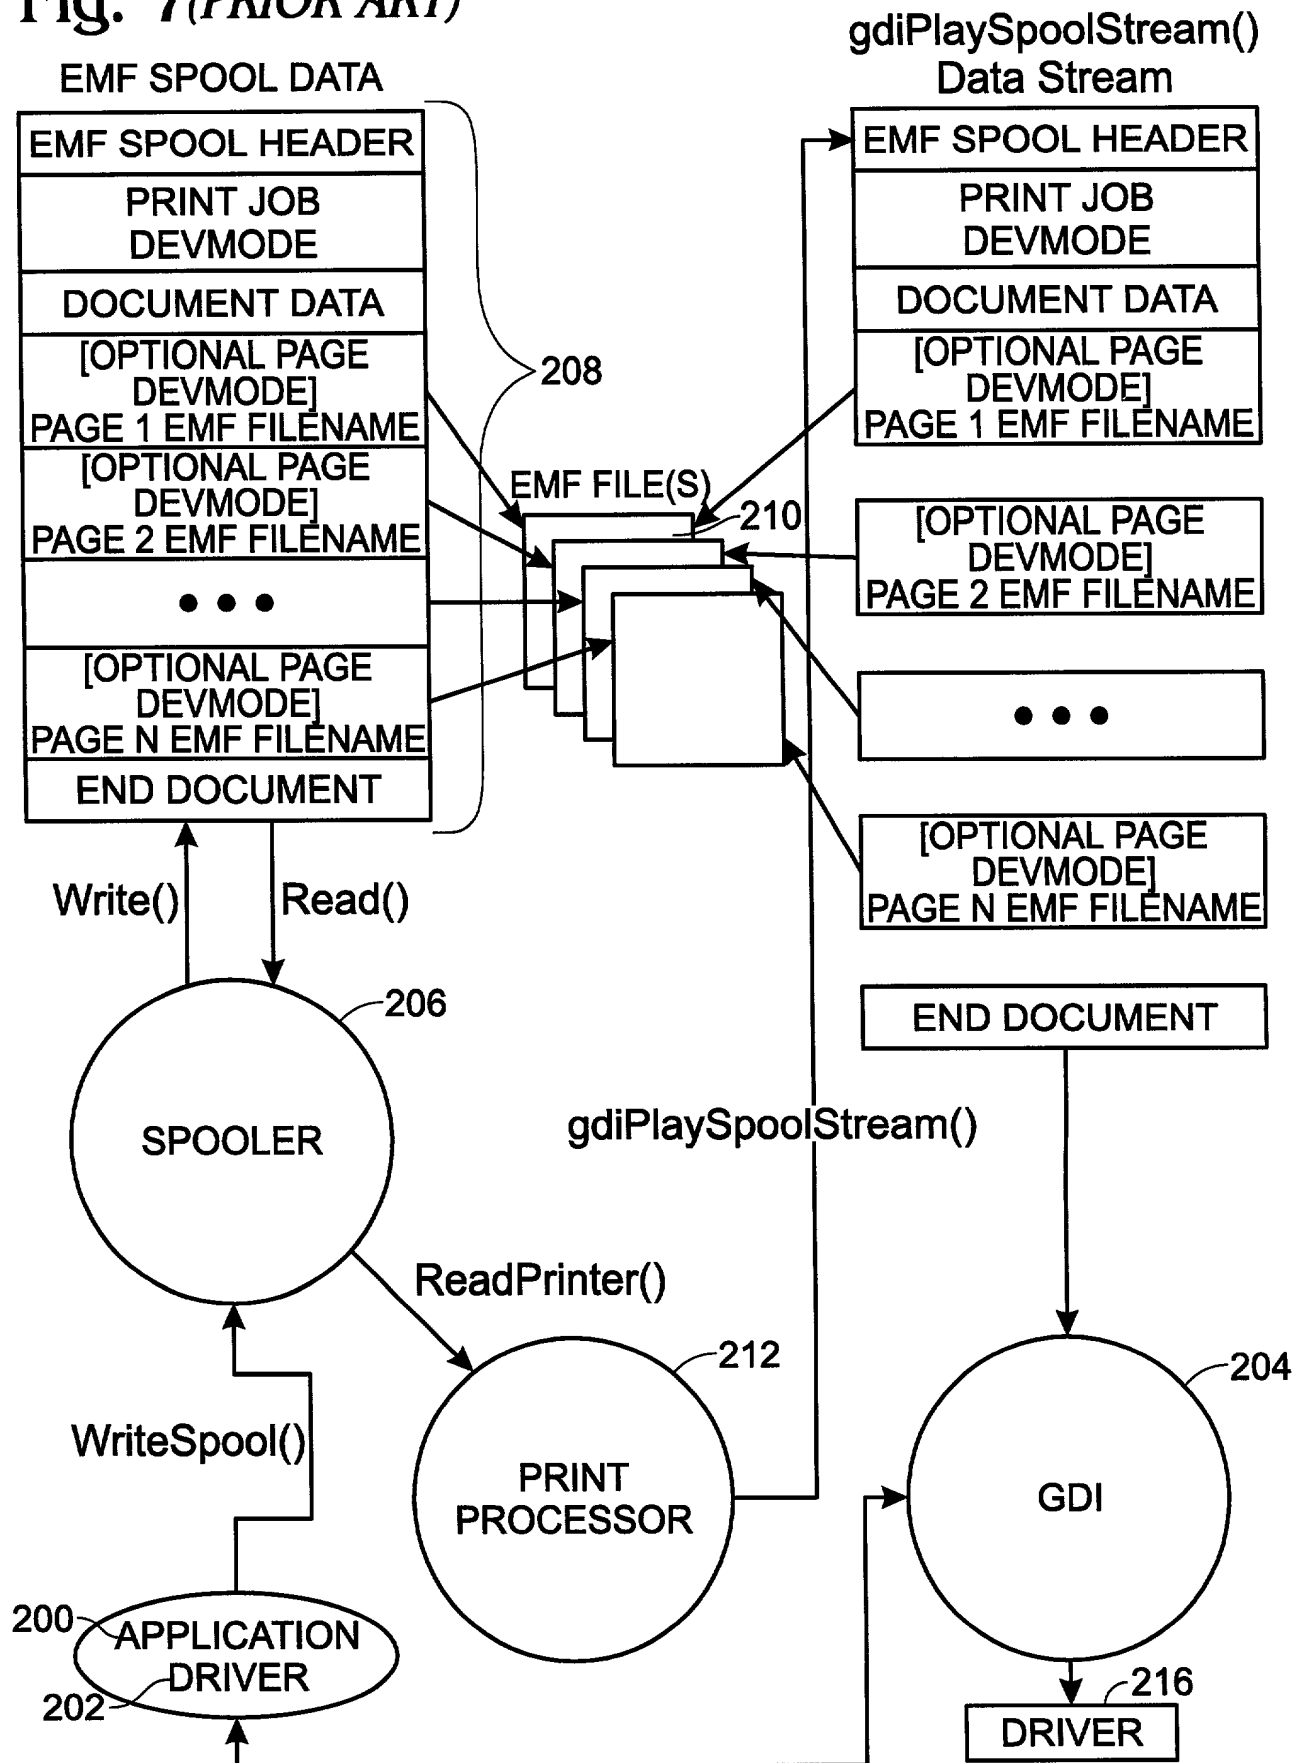 Fig. 7 (PRIOR ART)
EMF SPOOL DATA
EMF SPOOL HEADER
PRINT JOB
DEVMODE
DOCUMENT DATA
[OPTIONAL PAGE
DEVMODE]
PAGE 1 EMF FILENAME
[OPTIONAL PAGE
DEVMODE]
PAGE 2 EMF FILENAME
• • •
[OPTIONAL PAGE
DEVMODE]
PAGE N EMF FILENAME
END DOCUMENT
208
EMF FILE(S)
210
gdiPlaySpoolStream()
Data Stream
EMF SPOOL HEADER
PRINT JOB
DEVMODE
DOCUMENT DATA
[OPTIONAL PAGE
DEVMODE]
PAGE 1 EMF FILENAME
[OPTIONAL PAGE
DEVMODE]
PAGE 2 EMF FILENAME
• • •
[OPTIONAL PAGE
DEVMODE]
PAGE N EMF FILENAME
END DOCUMENT
Write()
Read()
206
SPOOLER
gdiPlaySpoolStream()
ReadPrinter()
212
PRINT
PROCESSOR
204
GDI
WriteSpool()
200
APPLICATION
DRIVER
202
216
DRIVER